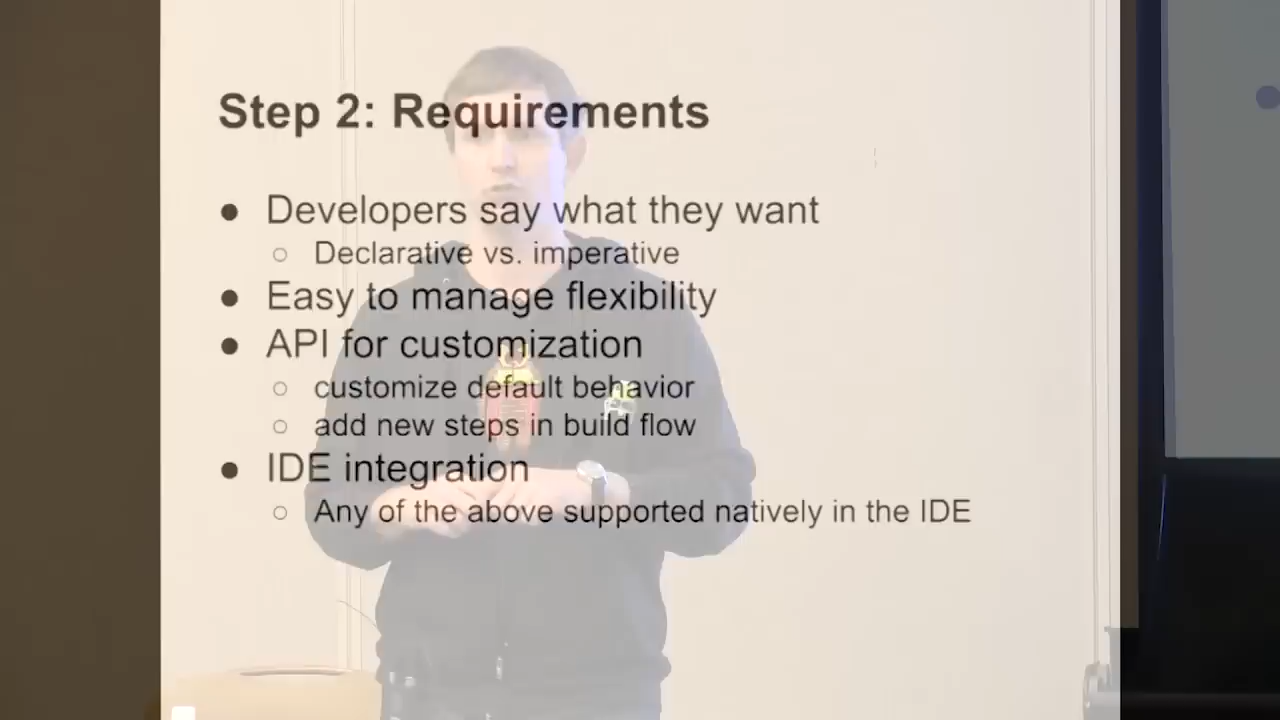 Step 2: Requirements
● Developers say what they want
○ Declarative vs. imperative
● Easy to manage flexibility
● API for customization
○ customize default behavior
○ add new steps in build flow
● IDE integration
○ Any of the above supported natively in the IDE